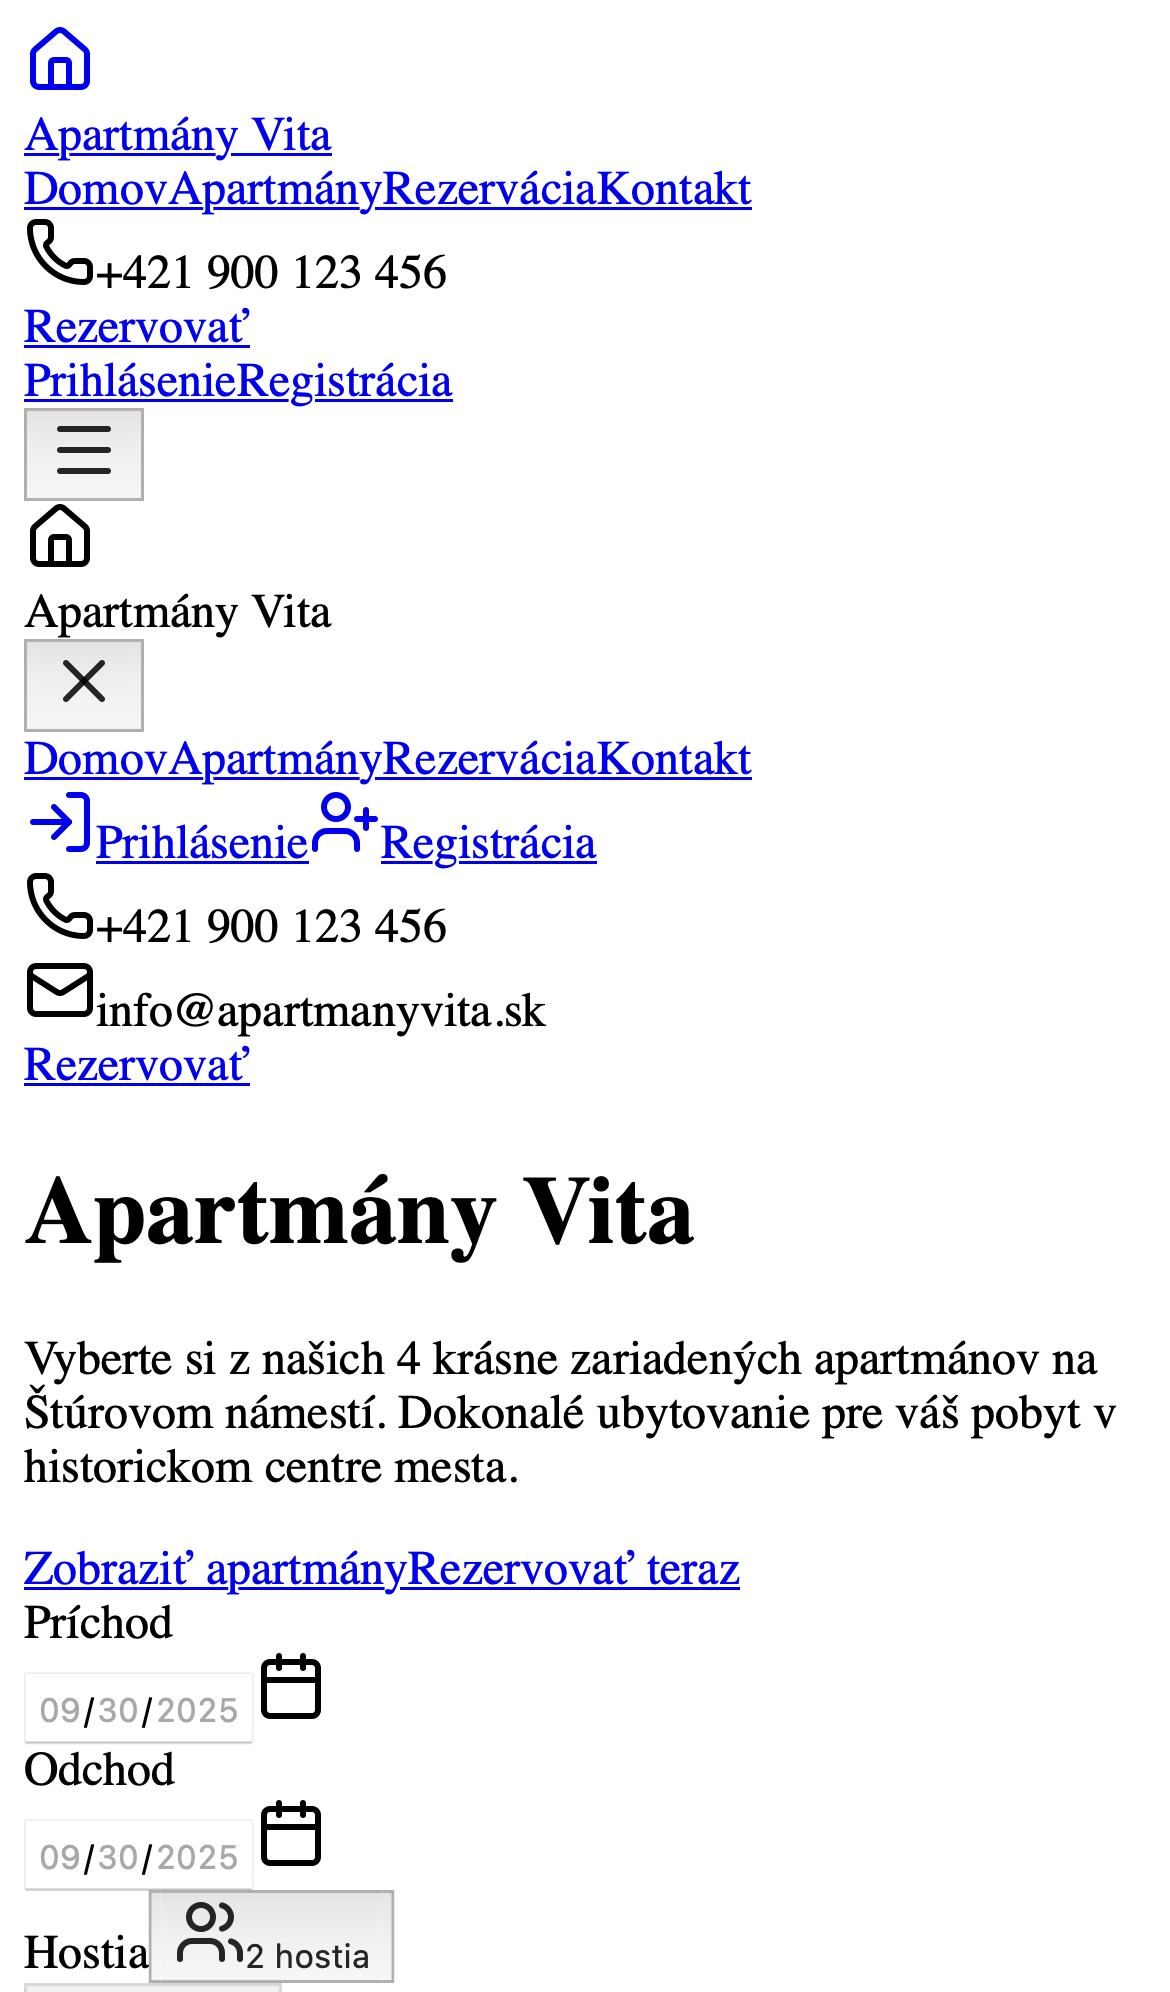 Apartmány Vita
DomovApartmányRezerváciaKontakt
+421 900 123 456
Rezervovať
PrihlásenieRegistrácia
Apartmány Vita
DomovApartmányRezerváciaKontakt
PrihlásenieRegistrácia
+421 900 123 456
info@apartmanyvita.sk
Rezervovať
Apartmány Vita
Vyberte si z našich 4 krásne zariadených apartmánov na
Štúrovom námestí. Dokonalé ubytovanie pre váš pobyt v
historickom centre mesta.
Zobraziť apartmányRezervovať teraz
Príchod
09/30/2025
Odchod
09/30/2025
Hostia 2 hostia